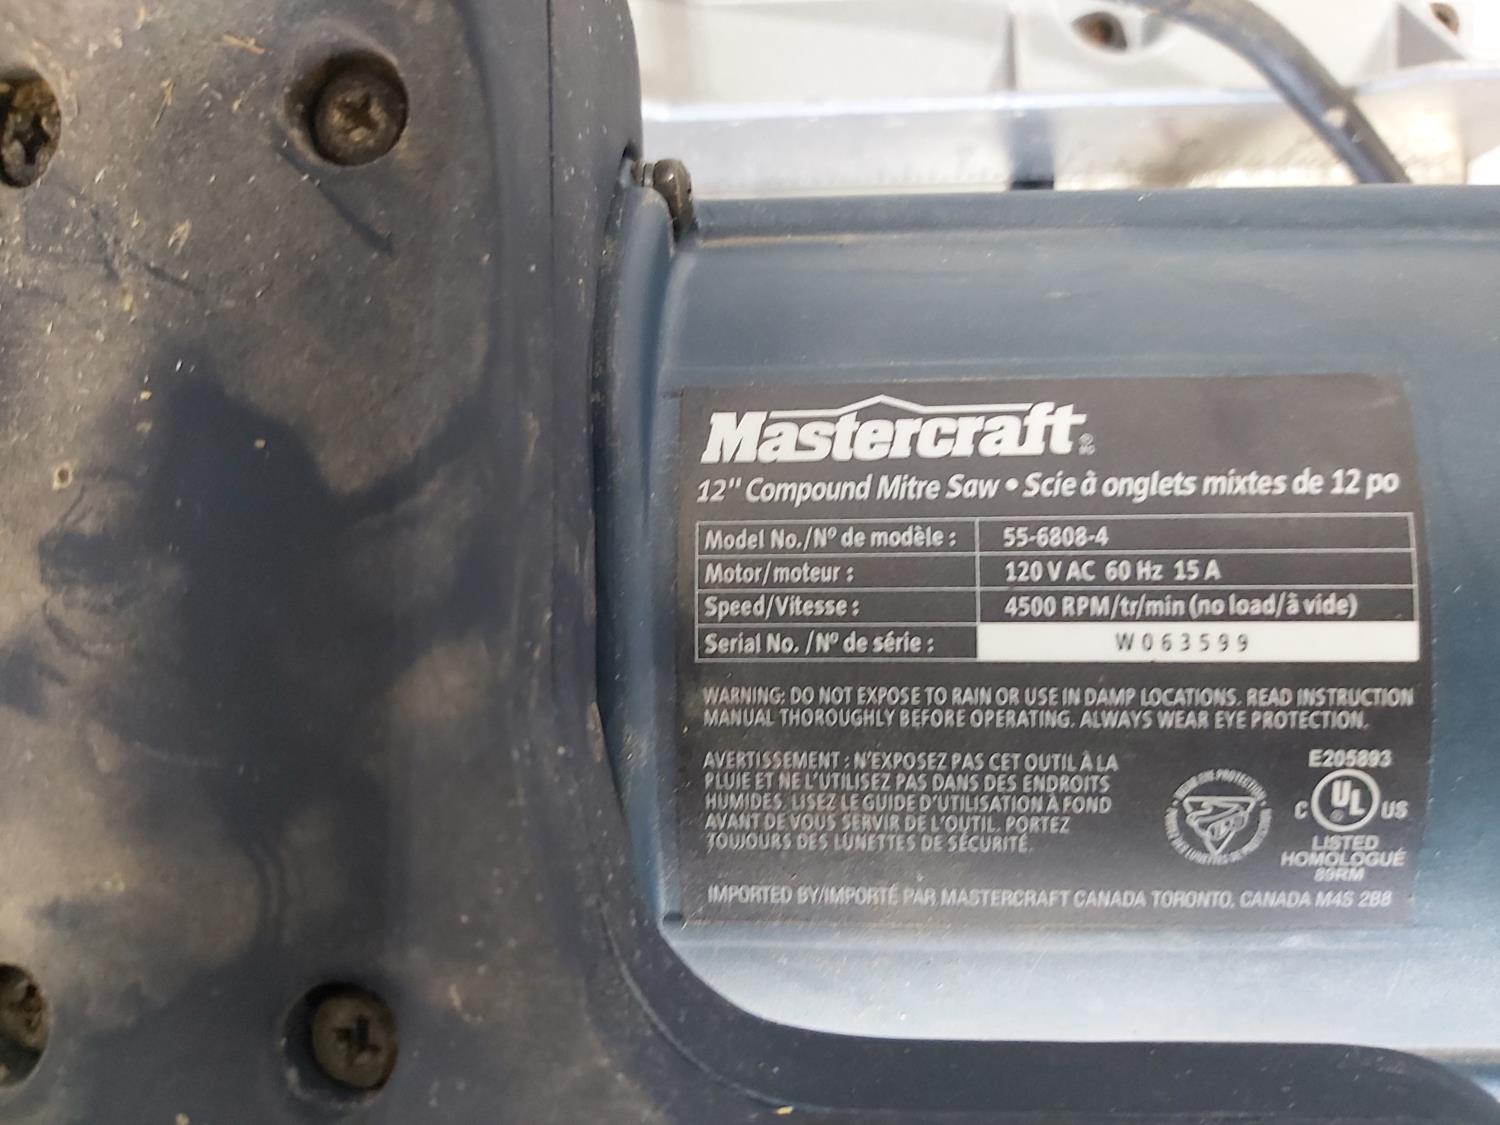 Mastercraft®
12" Compound Mitre Saw • Scie à onglets mixtes de 12 po
Model No./Nº de modèle : 55-6808-4
Motor/moteur : 120 V AC 60 Hz 15 A
Speed/Vitesse : 4500 RPM/tr/min (no load/à vide)
Serial No. /Nº de série : W063599
WARNING: DO NOT EXPOSE TO RAIN OR USE IN DAMP LOCATIONS. READ INSTRUCTION
MANUAL THOROUGHLY BEFORE OPERATING. ALWAYS WEAR EYE PROTECTION.
AVERTISSEMENT : N'EXPOSEZ PAS CET OUTIL À LA
PLUIE ET NE L'UTILISEZ PAS DANS DES ENDROITS
HUMIDES. LISEZ LE GUIDE D'UTILISATION À FOND
AVANT DE VOUS SERVIR DE L'OUTIL. PORTEZ
TOUJOURS DES LUNETTES DE SÉCURITÉ.
EYE PROTECTION
E205893
C UL US
LISTED
HOMOLOGUÉ
89RM
IMPORTED BY/IMPORTÉ PAR MASTERCRAFT CANADA TORONTO, CANADA M4S 2B8